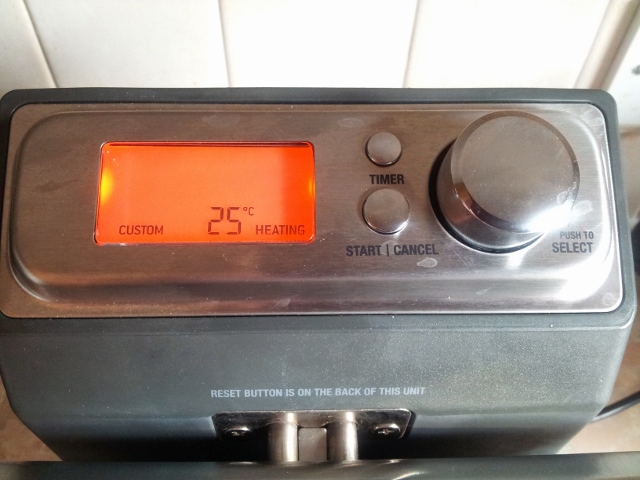 25 °C
CUSTOM HEATING
TIMER
START | CANCEL
PUSH TO
SELECT
RESET BUTTON IS ON THE BACK OF THIS UNIT